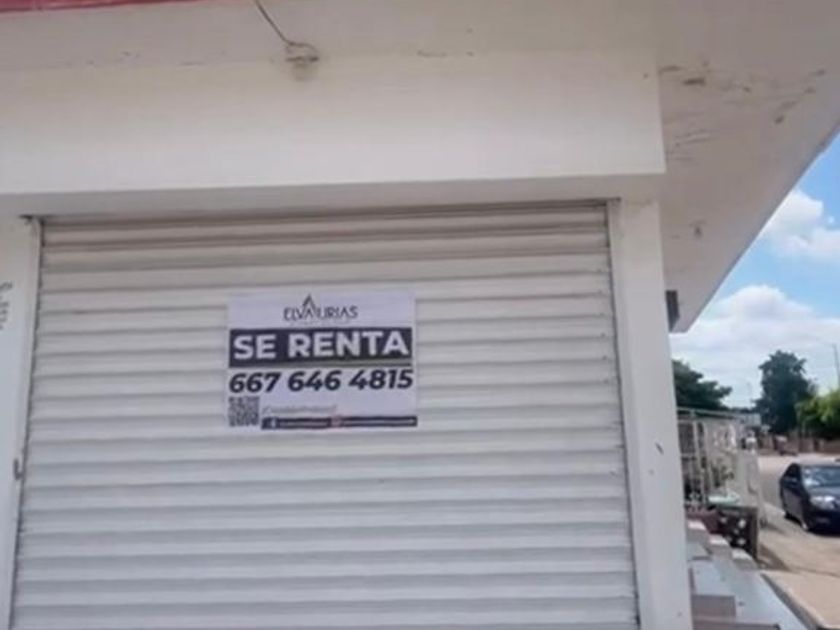 ELVA URIAS
SE RENTA
667 646 4815